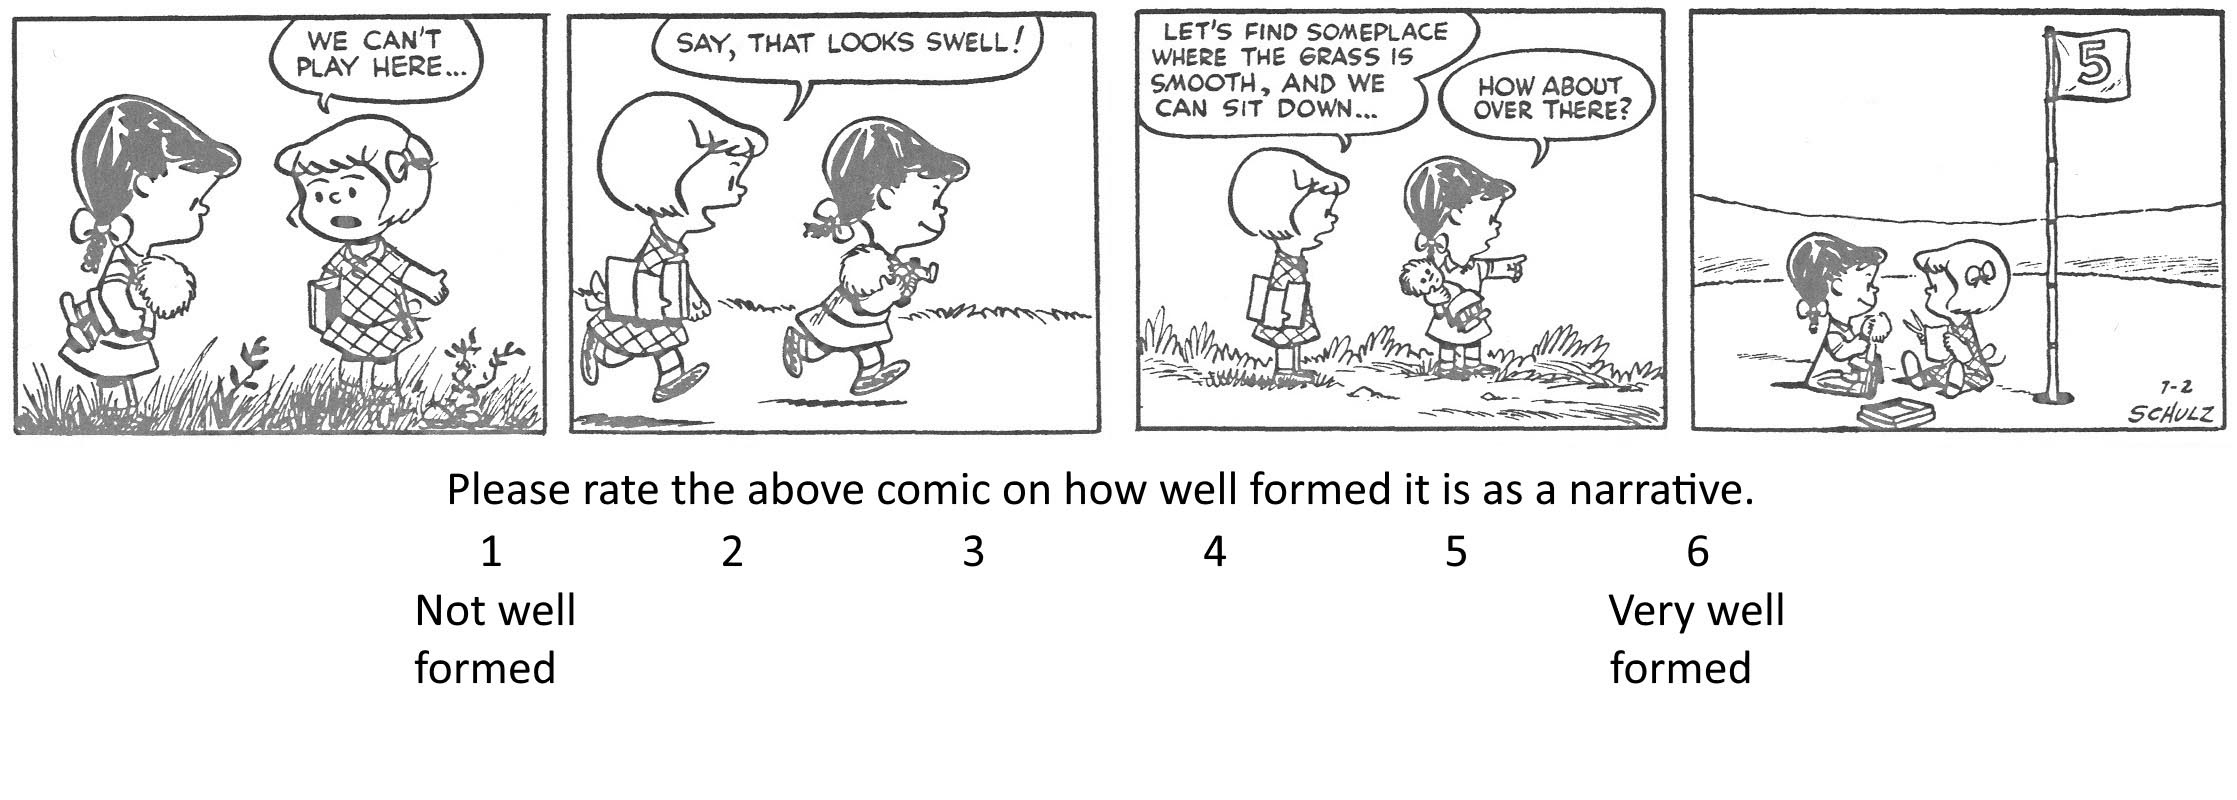 WE CAN'T
PLAY HERE...
SAY, THAT LOOKS SWELL!
LET'S FIND SOMEPLACE
WHERE THE GRASS IS
SMOOTH, AND WE
CAN SIT DOWN...
HOW ABOUT
OVER THERE?
5
7-2
SCHULZ
Please rate the above comic on how well formed it is as a narrative.
1 2 3 4 5 6
Not well
formed
Very well
formed